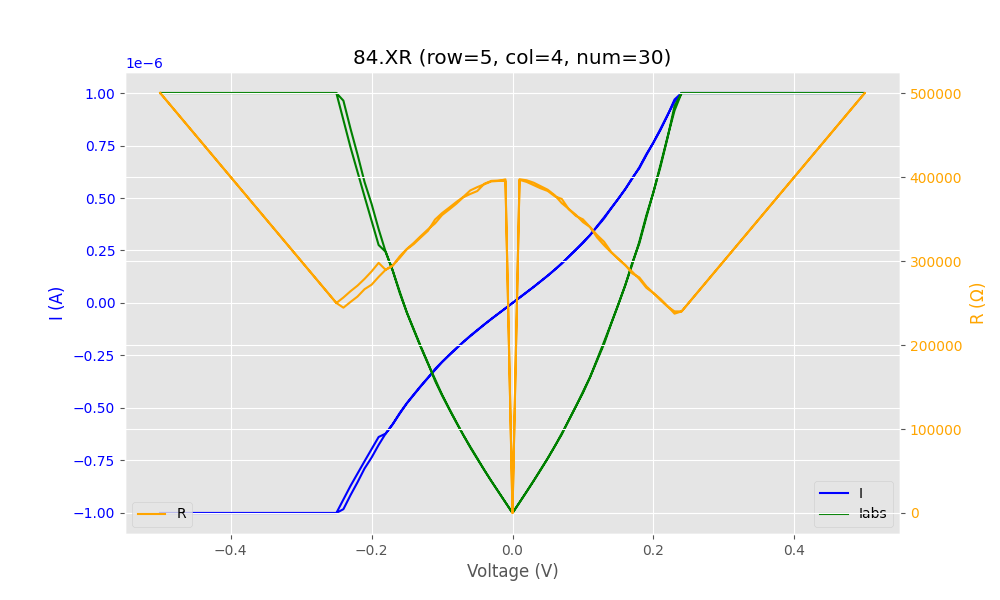 84.XR (row=5, col=4, num=30)
1e−6
1.00
0.75
0.50
0.25
0.00
−0.25
−0.50
−0.75
−1.00
I (A)
500000
400000
300000
200000
100000
0
R (Ω)
R
I
Iabs
−0.4
−0.2
0.0
0.2
0.4
Voltage (V)